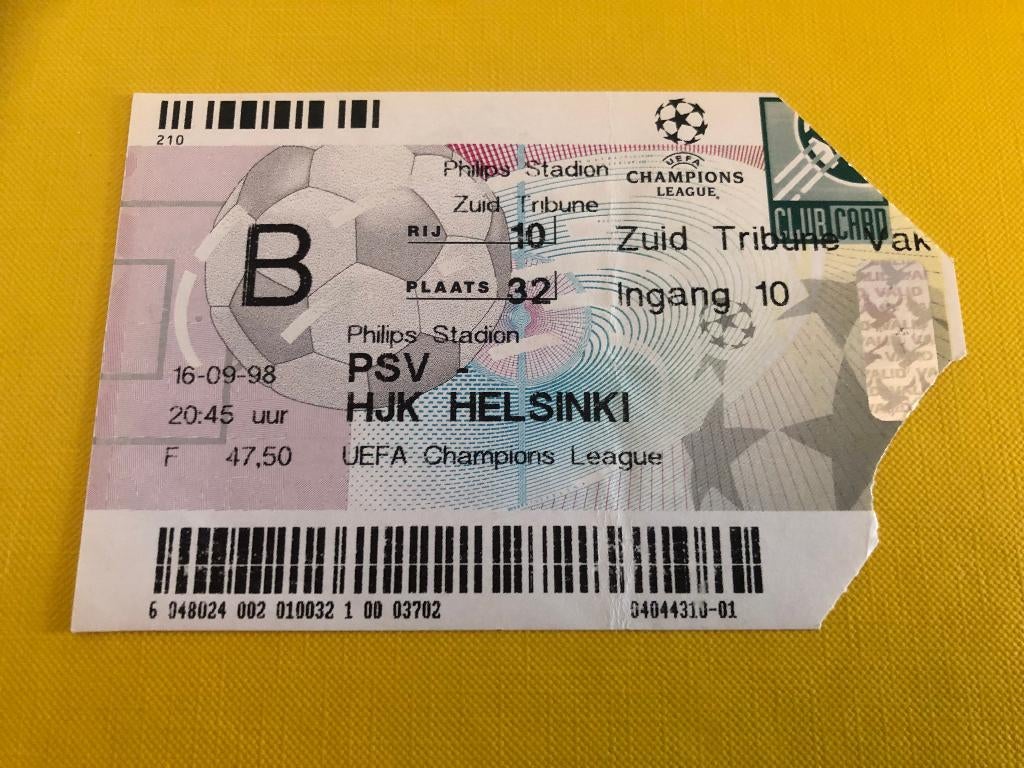 210
UEFA
CHAMPIONS
LEAGUE
CLUB CARD
Philips Stadion
Zuid Tribune
B
RIJ 10 Zuid Tribune Vak
PLAATS 32 Ingang 10
Philips Stadion
16-09-98 PSV -
20:45 uur HJK HELSINKI
F 47,50 UEFA Champions League
VALID
6 048024 002 010032 1 00 03702 04044310-01